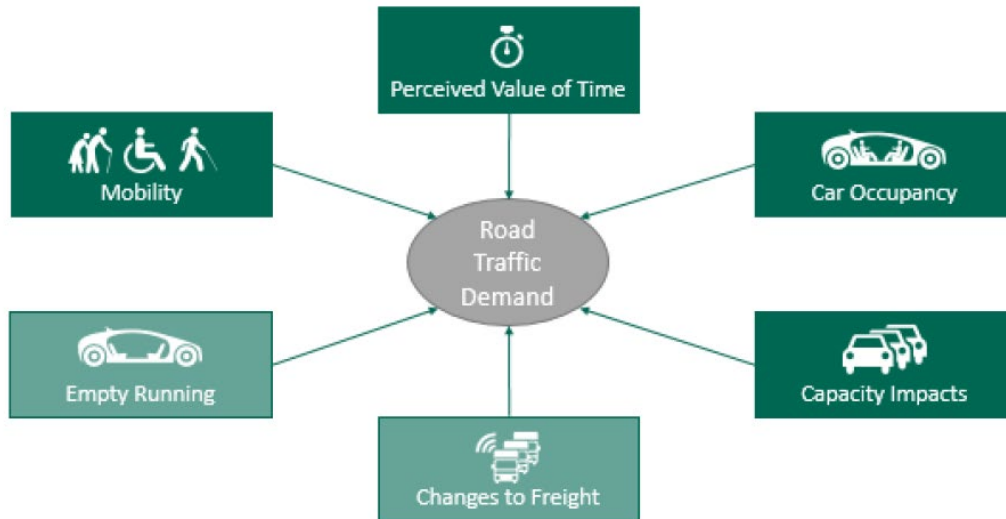 Perceived Value of Time
Mobility
Car Occupancy
Road
Traffic
Demand
Empty Running
Capacity Impacts
Changes to Freight